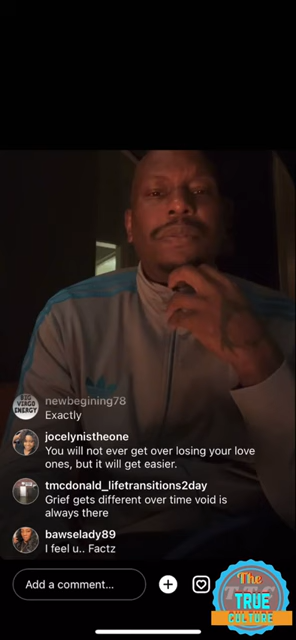 newbegining78
Exactly
jocelynistheone
You will not ever get over losing your love
ones, but it will get easier.
tmcdonald_lifetransitions2day
Grief gets different over time void is
always there
bawselady89
I feel u.. Factz
Add a comment...
VIRGO
ENERGY
The
TRUE
CULTURE